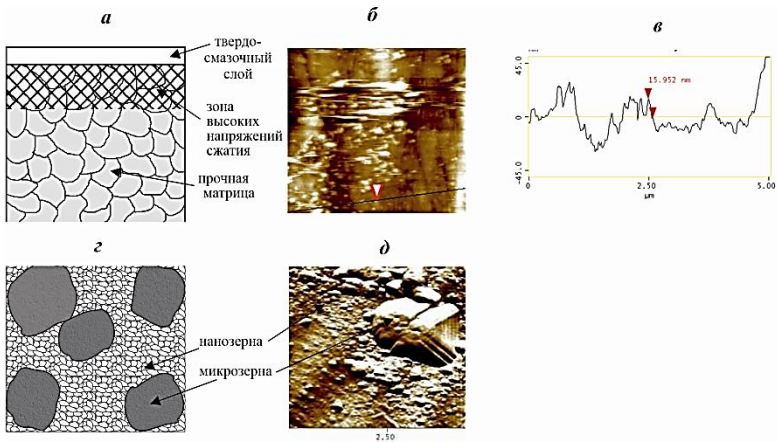 а
б
в
твердо-
смазочный
слой
зона
высоких
напряжений
сжатия
прочная
матрица
45.0
0
-45.0
15.952 nm
0
2.50
5.00
μm
г
д
нанозерна
микрозерна
2.50